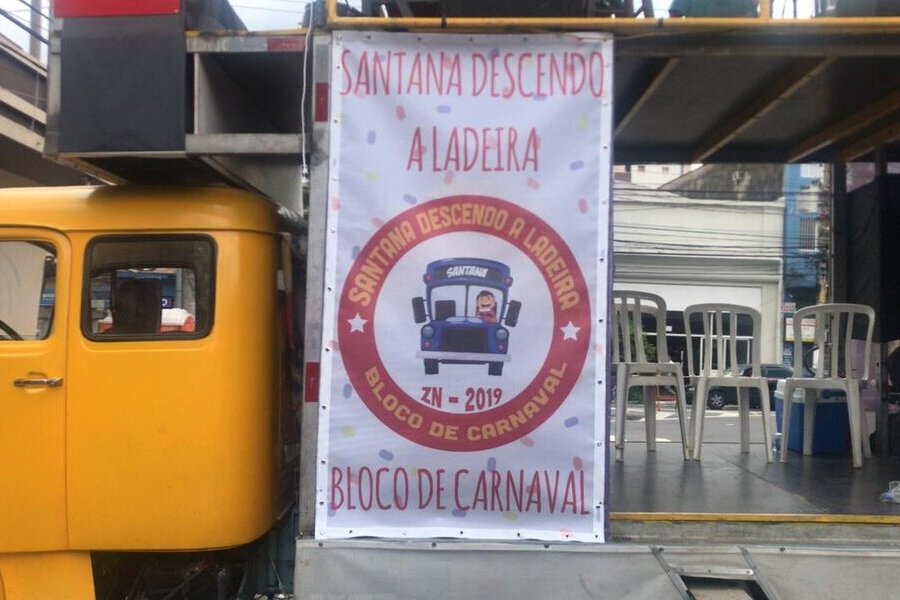 SANTANA DESCENDO
A LADEIRA
SANTANA DESCENDO A LADEIRA
SANTANA
ZN - 2019
BLOCO DE CARNAVAL
BLOCO DE CARNAVAL